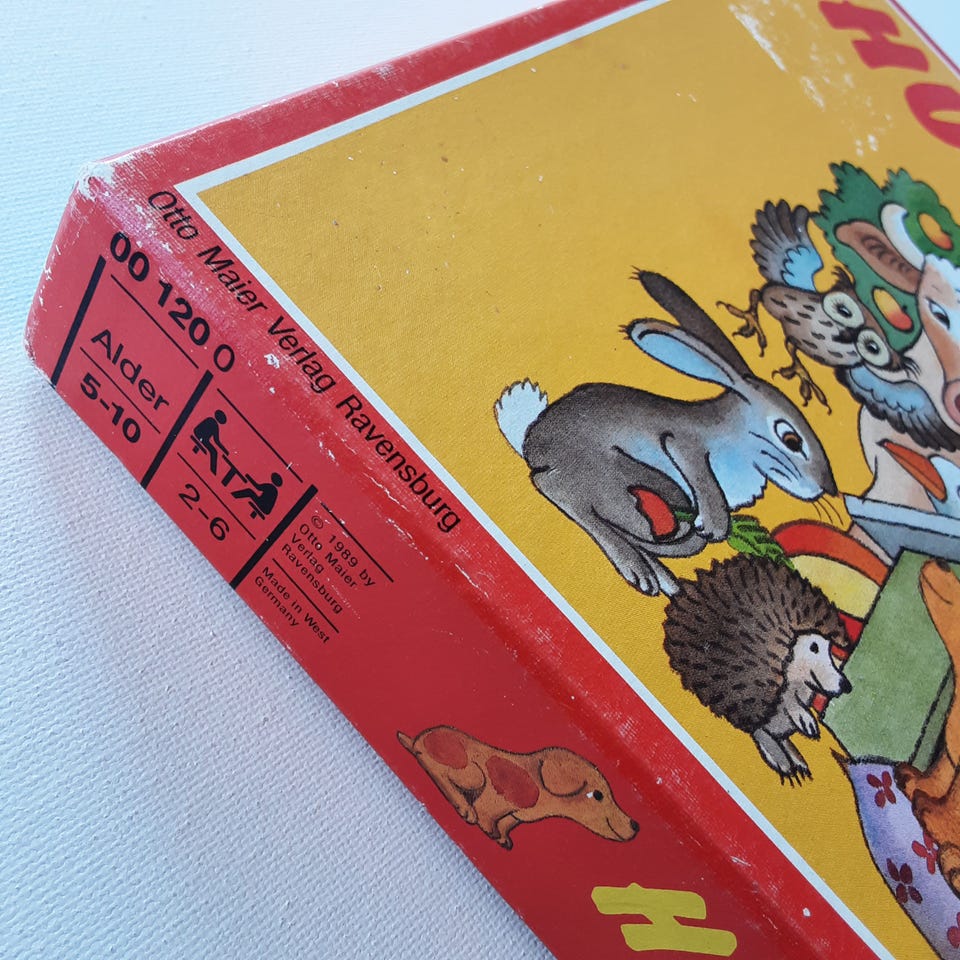 HU
Otto Maier Verlag Ravensburg
00 120 0
Alder
5-10
2-6
© 1989 by
Otto Maier
Verlag
Ravensburg
Made in West
Germany
H